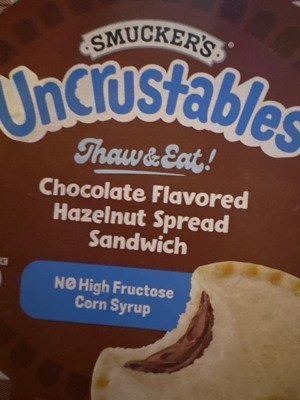 SMUCKER'S
Uncrustables
Thaw & Eat!
Chocolate Flavored
Hazelnut Spread
Sandwich
NO High Fructose
Corn Syrup